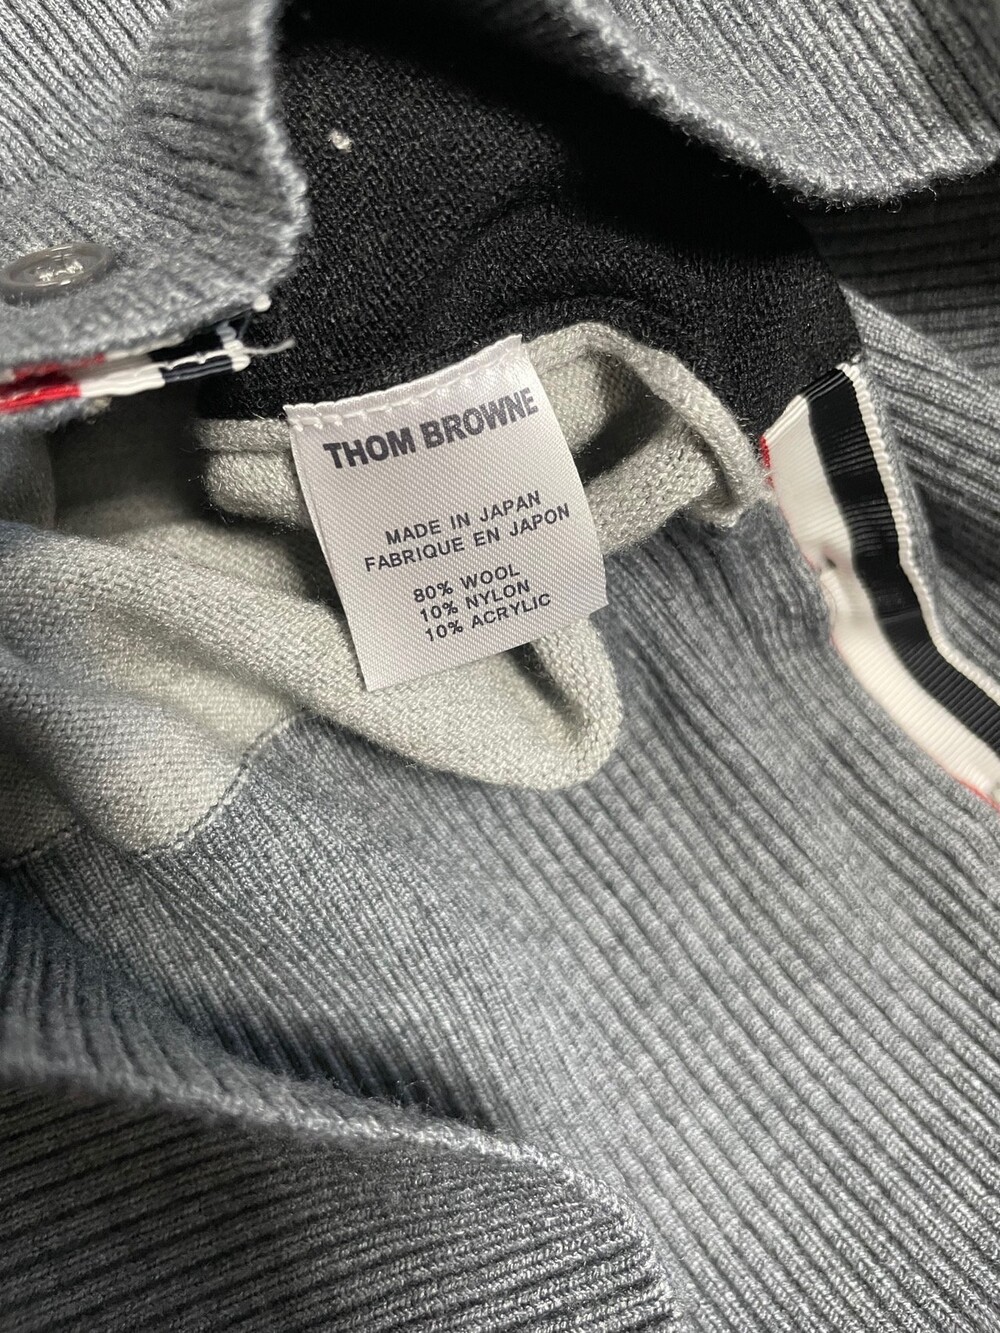 THOM BROWNE
MADE IN JAPAN
FABRIQUE EN JAPON
80% WOOL
10% NYLON
10% ACRYLIC